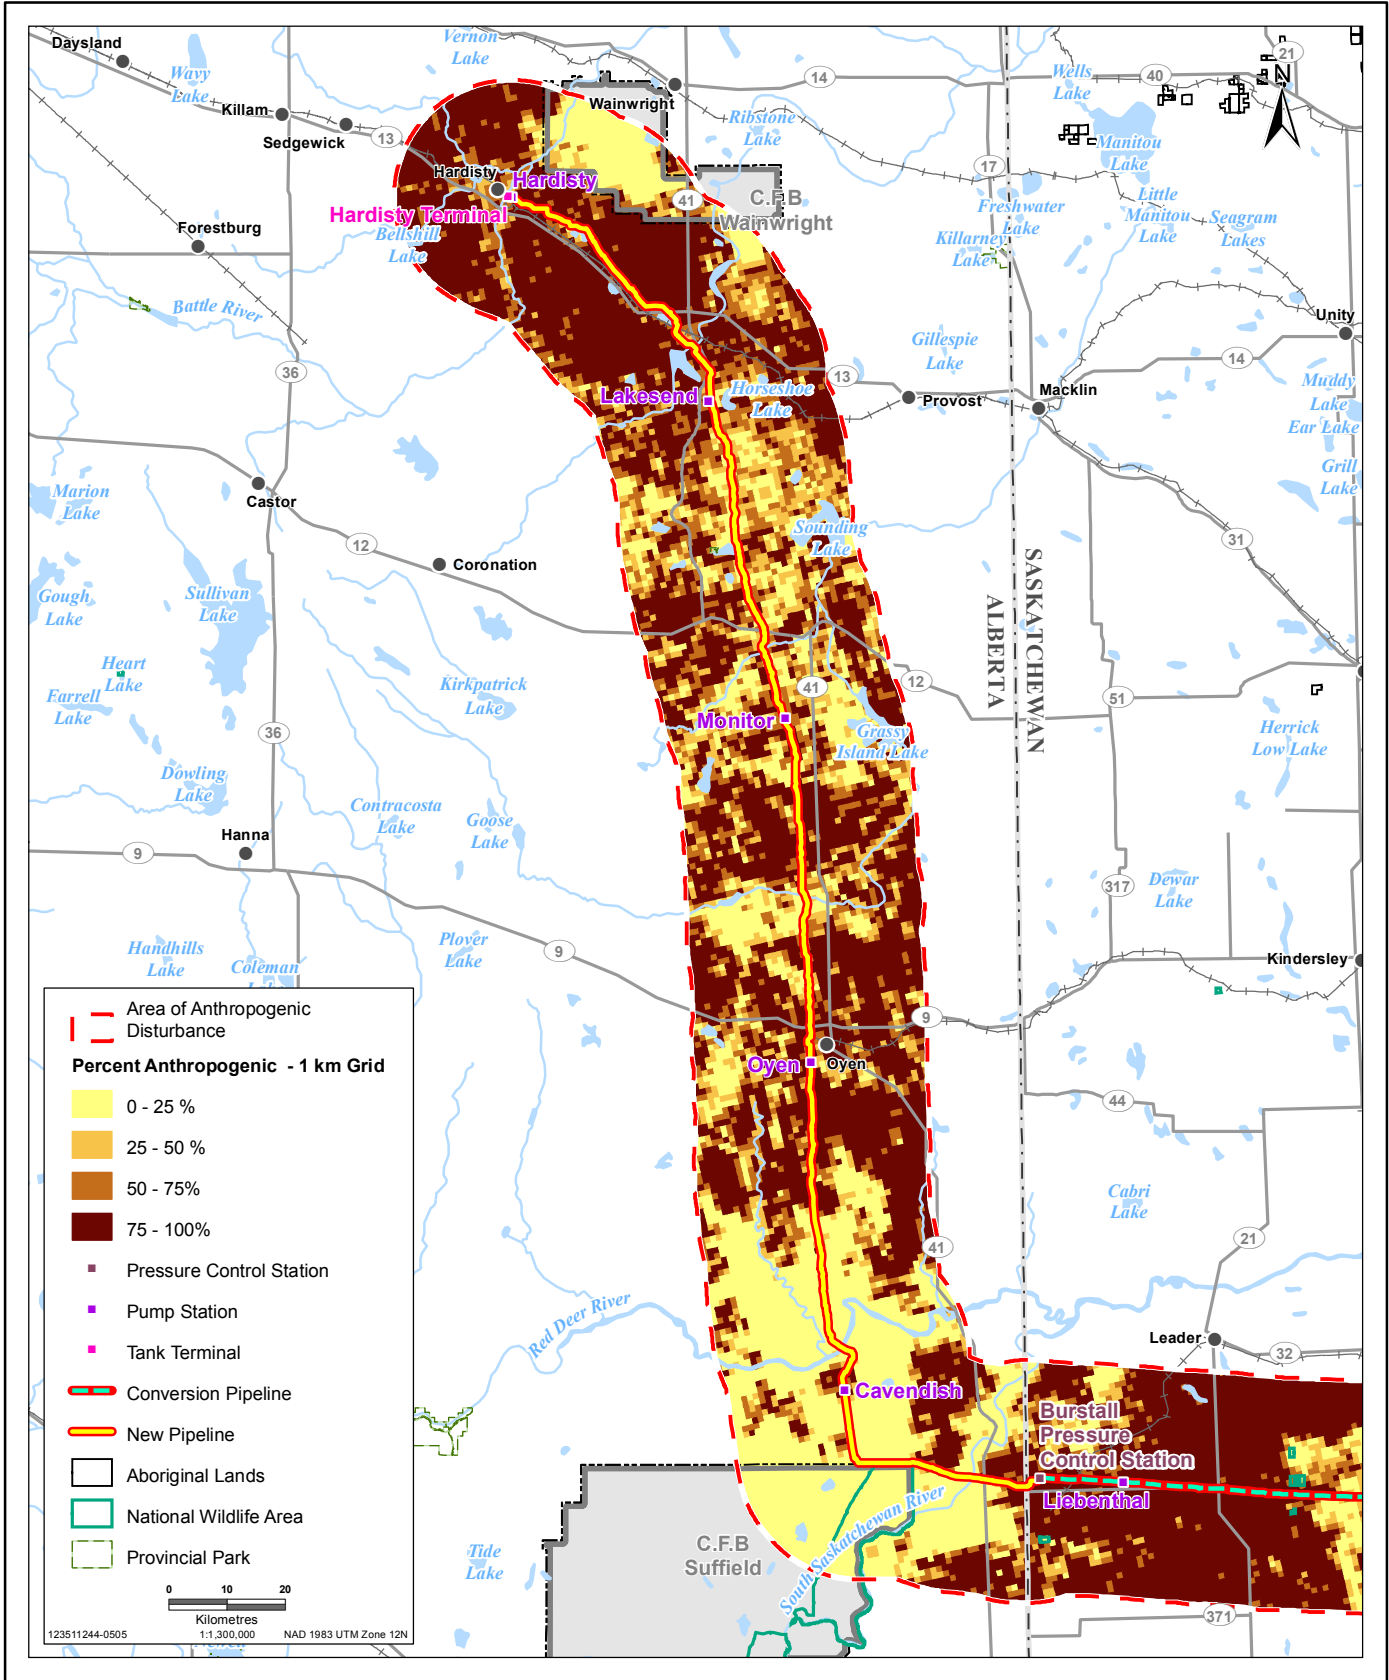 Daysland
Vernon
Lake
21
N
Wavy
Lake
14
Wells
Lake
40
Killam
Wainwright
Sedgewick
13
Ribstone
Lake
Manitou
Lake
17
Hardisty
Hardisty
41
C.F.B
Wainwright
Hardisty Terminal
Freshwater
Lake
Little
Manitou
Lake
Seagram
Lakes
Forestburg
Bellshill
Lake
Killarney
Lake
Battle River
Unity
Gillespie
Lake
36
14
13
Macklin
Muddy
Lake
Lakesend
Horseshoe
Lake
Provost
Ear Lake
Grill
Lake
Marion
Lake
Castor
Sounding
Lake
12
31
Coronation
SASKATCHEWAN
ALBERTA
Gough
Lake
Sullivan
Lake
Heart
Lake
Farrell
Lake
Kirkpatrick
Lake
41
12
51
Monitor
Grassy
Island Lake
36
Herrick
Low Lake
Dowling
Lake
Contracosta
Lake
Goose
Lake
Hanna
9
317
Dewar
Lake
Handhills
Lake
Coleman
Plover
Lake
9
Kindersley
9
Oyen
Oyen
44
Cabri
Lake
21
41
Red Deer River
Leader
32
Cavendish
Burstall
Pressure
Control Station
Liebenthal
South Saskatchewan River
C.F.B
Suffield
Tide
Lake
371
Area of Anthropogenic
Disturbance
Percent Anthropogenic - 1 km Grid
0 - 25 %
25 - 50 %
50 - 75%
75 - 100%
Pressure Control Station
Pump Station
Tank Terminal
Conversion Pipeline
New Pipeline
Aboriginal Lands
National Wildlife Area
Provincial Park
0 10 20
Kilometres
123511244-0505 1:1,300,000 NAD 1983 UTM Zone 12N